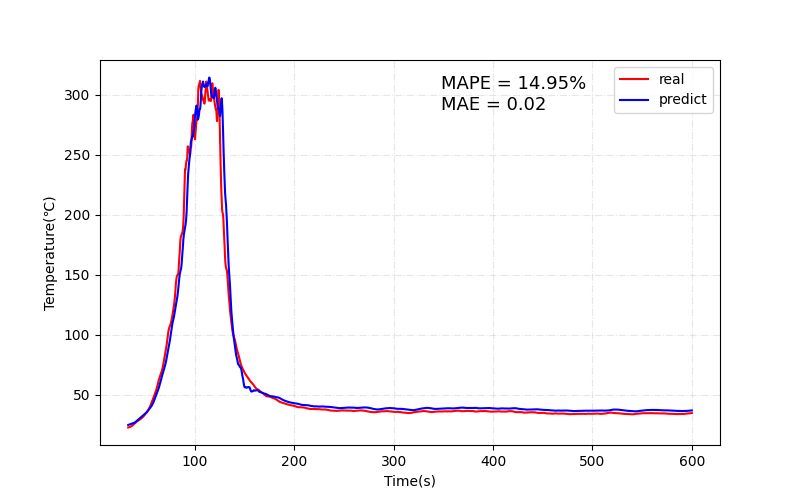 MAPE = 14.95%
MAE = 0.02
real
predict
Temperature(℃)
300
250
200
150
100
50
100 200 300 400 500 600
Time(s)